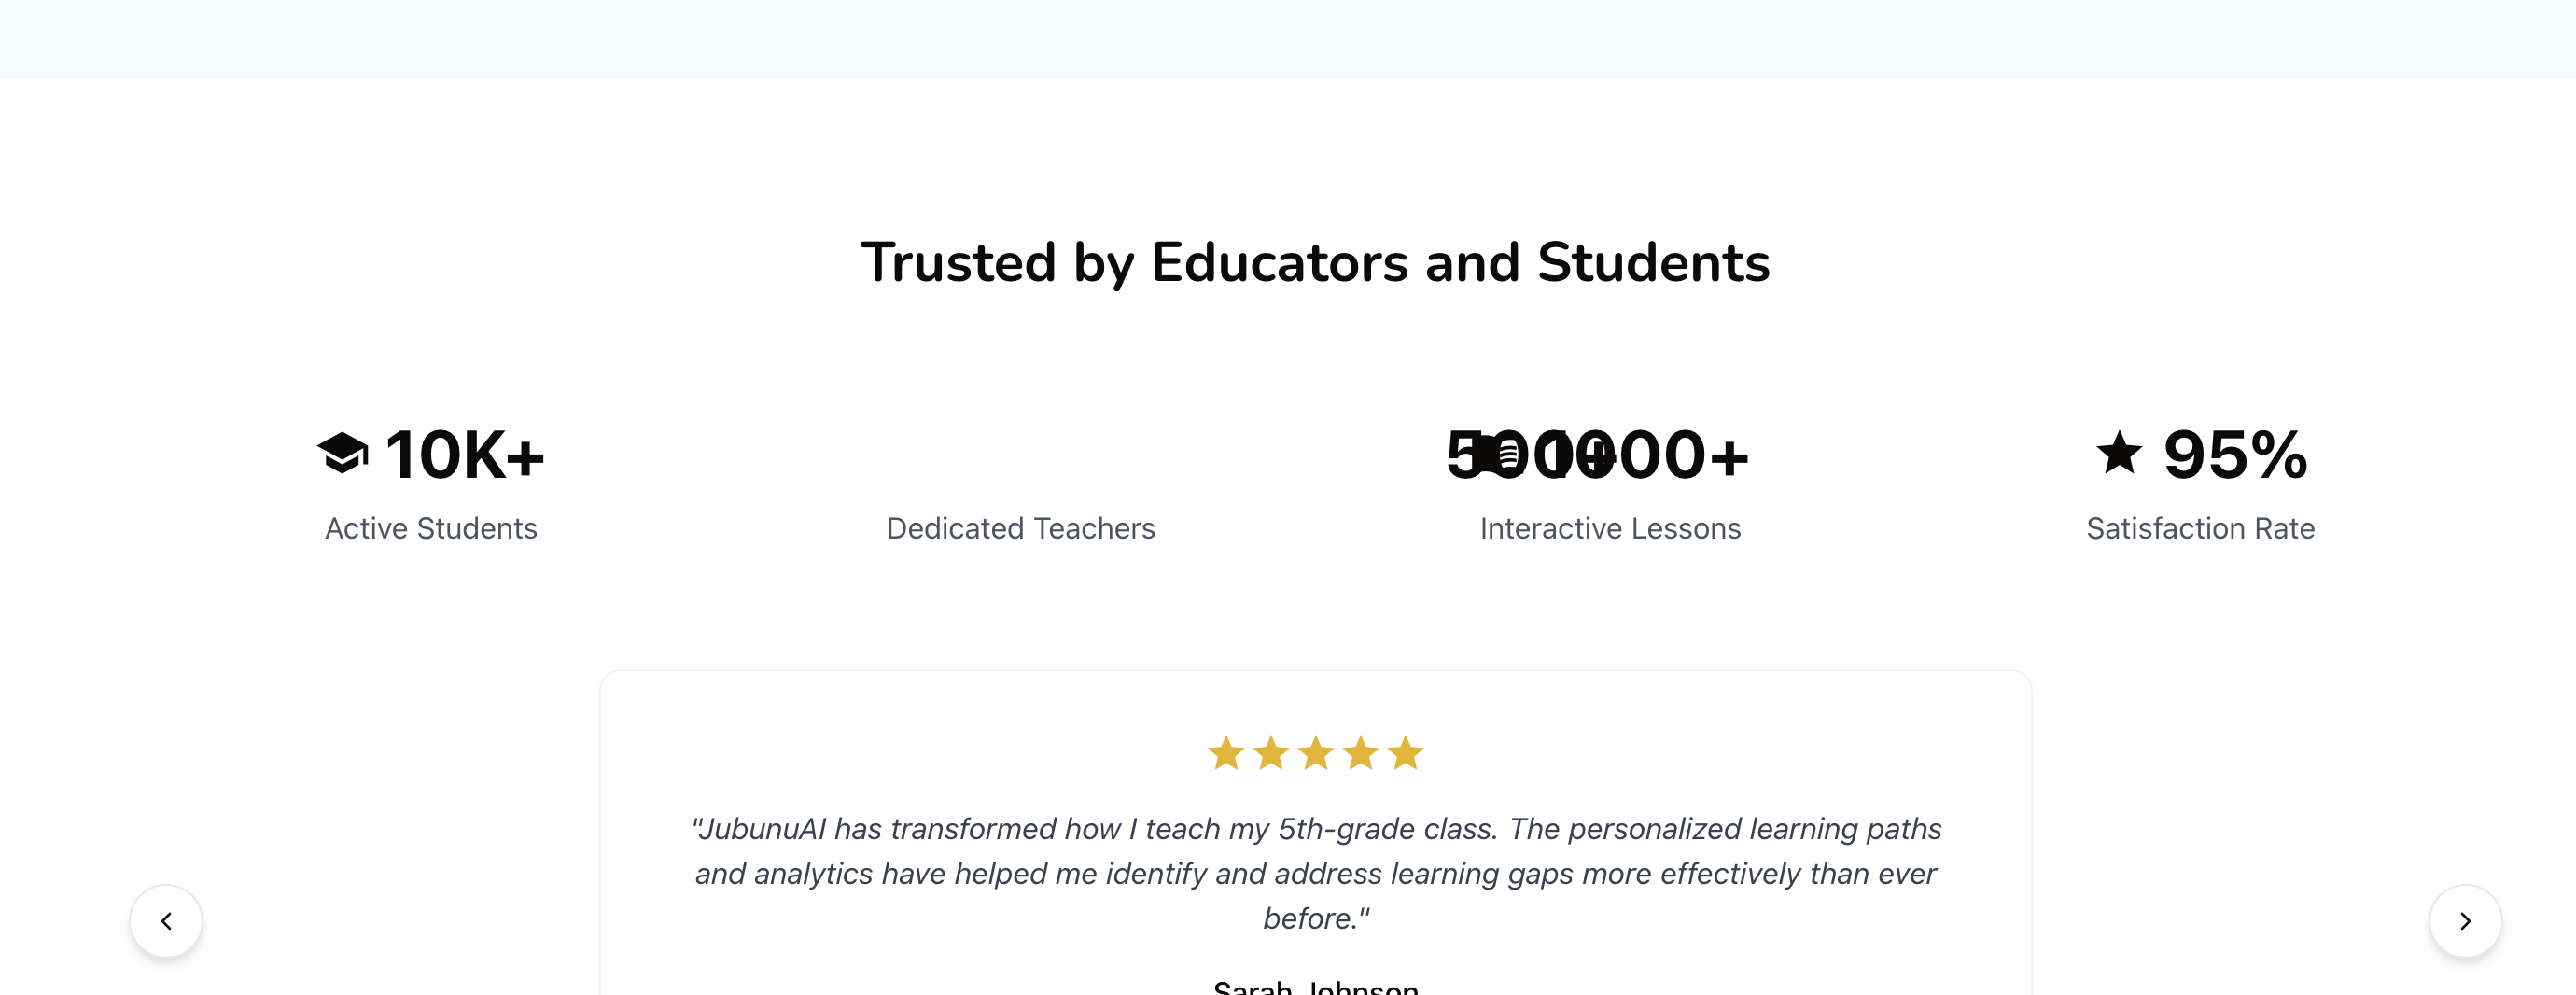 Trusted by Educators and Students
10K+
500+
1000+
95%
Active Students
Dedicated Teachers
Interactive Lessons
Satisfaction Rate
"JubunuAI has transformed how I teach my 5th-grade class. The personalized learning paths
and analytics have helped me identify and address learning gaps more effectively than ever
before."
Sarah Johnson